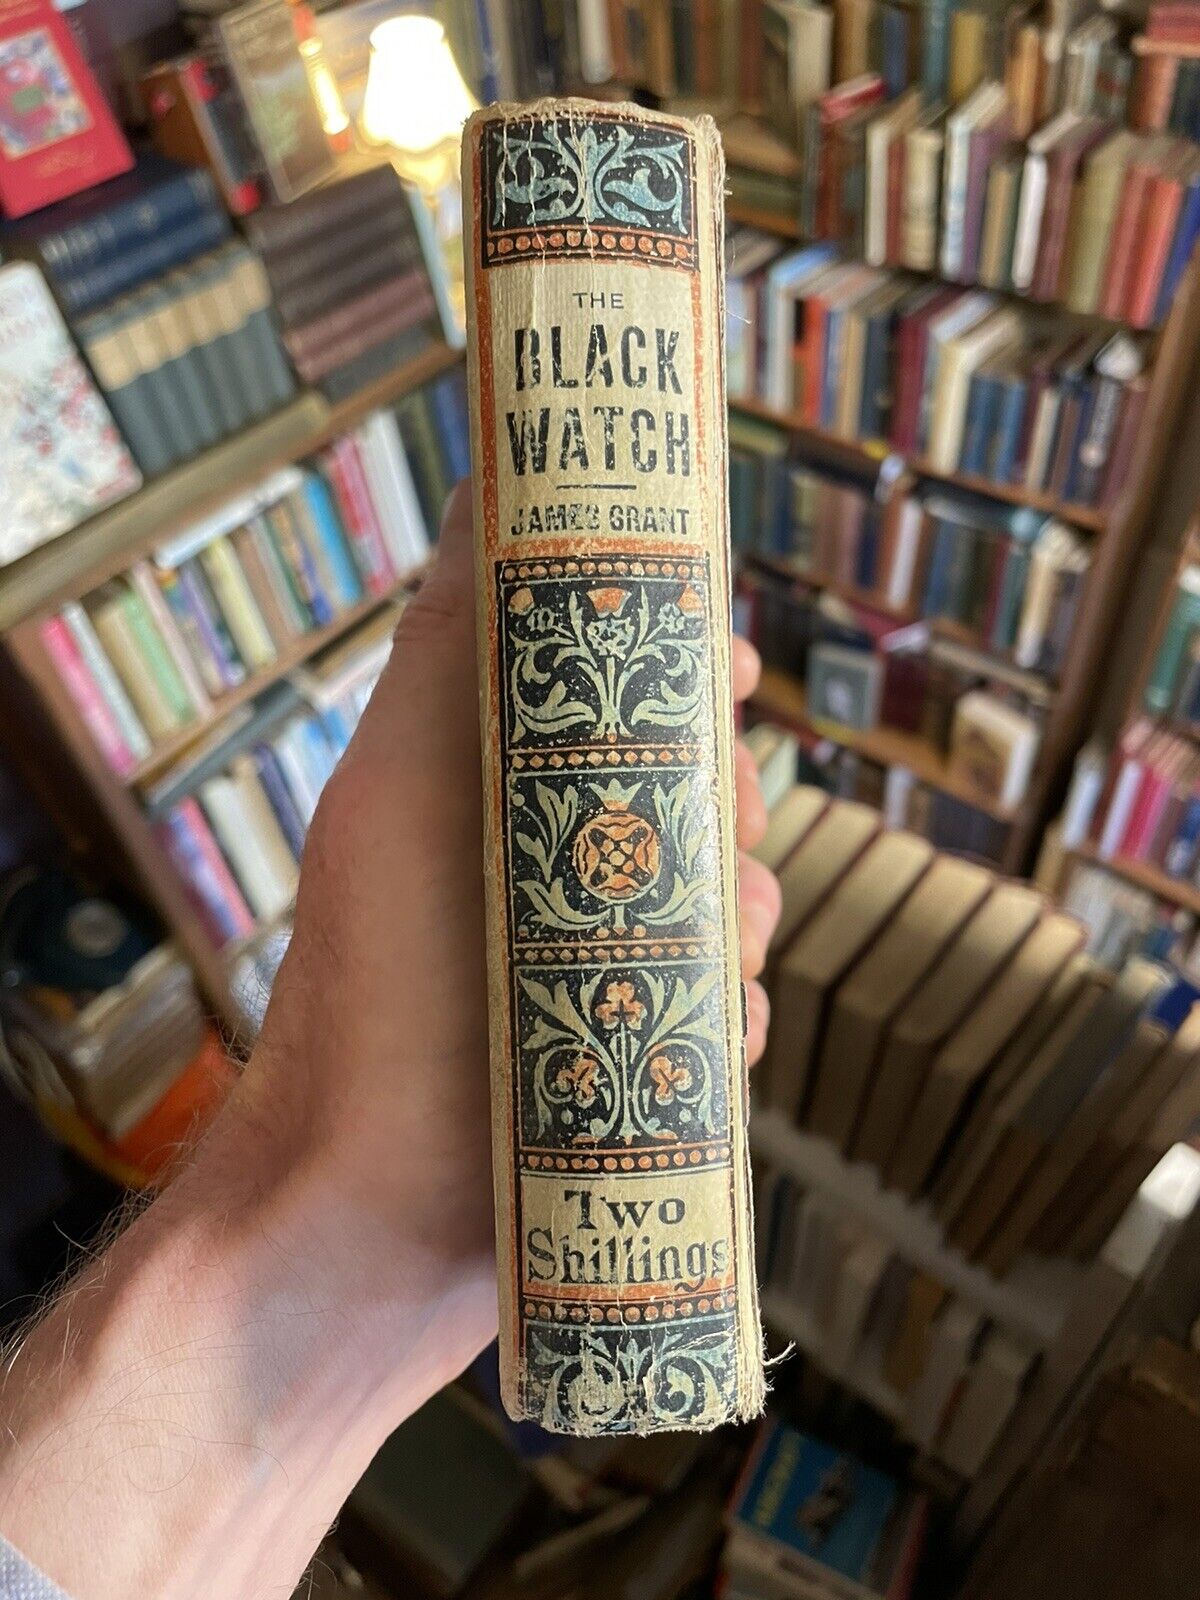 THE
BLACK
WATCH
JAMES GRANT
Two
Shillings